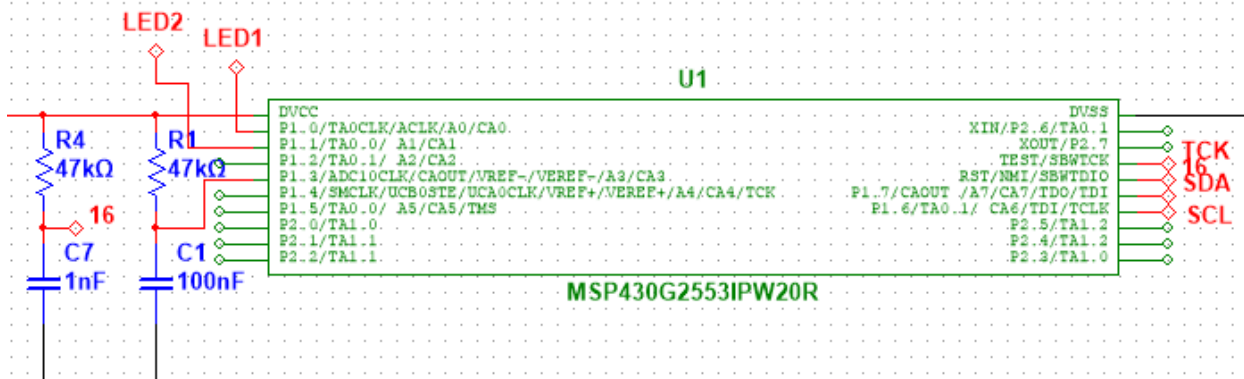 LED2
LED1
U1
DVCC
P1.0/TA0CLK/ACLK/A0/CA0
P1.1/TA0.0/ A1/CA1
P1.2/TA0.1/ A2/CA2
P1.3/ADC10CLK/CAOUT/VREF-/VEREF-/A3/CA3
P1.4/SMCLK/UCB0STE/UCA0CLK/VREF+/VEREF+/A4/CA4/TCK
P1.5/TA0.0/ A5/CA5/TMS
P2.0/TA1.0
P2.1/TA1.1
P2.2/TA1.1
DVSS
XIN/P2.6/TA0.1
XOUT/P2.7
TEST/SBWTCK
RST/NMI/SBWTDIO
P1.7/CAOUT /A7/CA7/TDO/TDI
P1.6/TA0.1/ CA6/TDI/TCLK
P2.5/TA1.2
P2.4/TA1.2
P2.3/TA1.0
TCK
16
SDA
SCL
R4
47kΩ
R1
47kΩ
16
C7
1nF
C1
100nF
MSP430G2553IPW20R